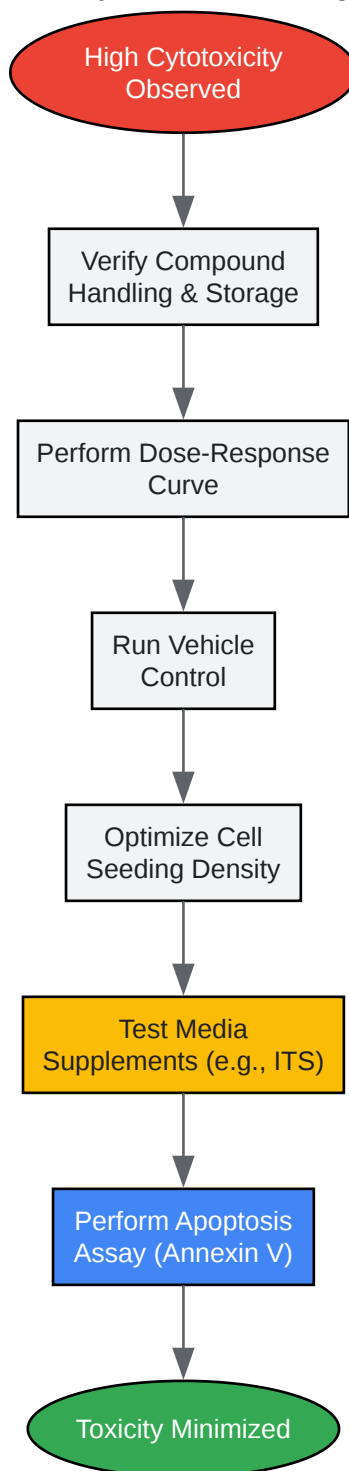 High Cytotoxicity
Observed
Verify Compound
Handling & Storage
Perform Dose-Response
Curve
Run Vehicle
Control
Optimize Cell
Seeding Density
Test Media
Supplements (e.g., ITS)
Perform Apoptosis
Assay (Annexin V)
Toxicity Minimized